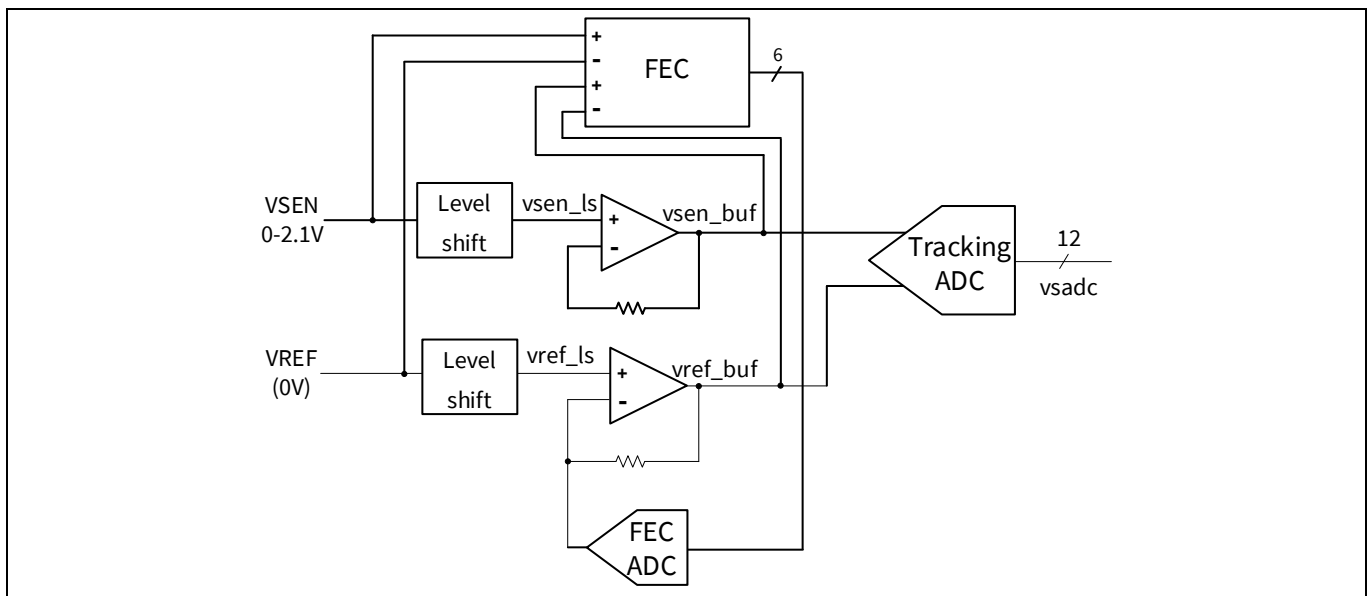 +
-
+
-
FEC
6
VSEN
0-2.1V
Level
shift
vsen_ls
+
-
vsen_buf
Tracking
ADC
12
vsadc
VREF
(0V)
Level
shift
vref_ls
+
-
vref_buf
FEC
ADC